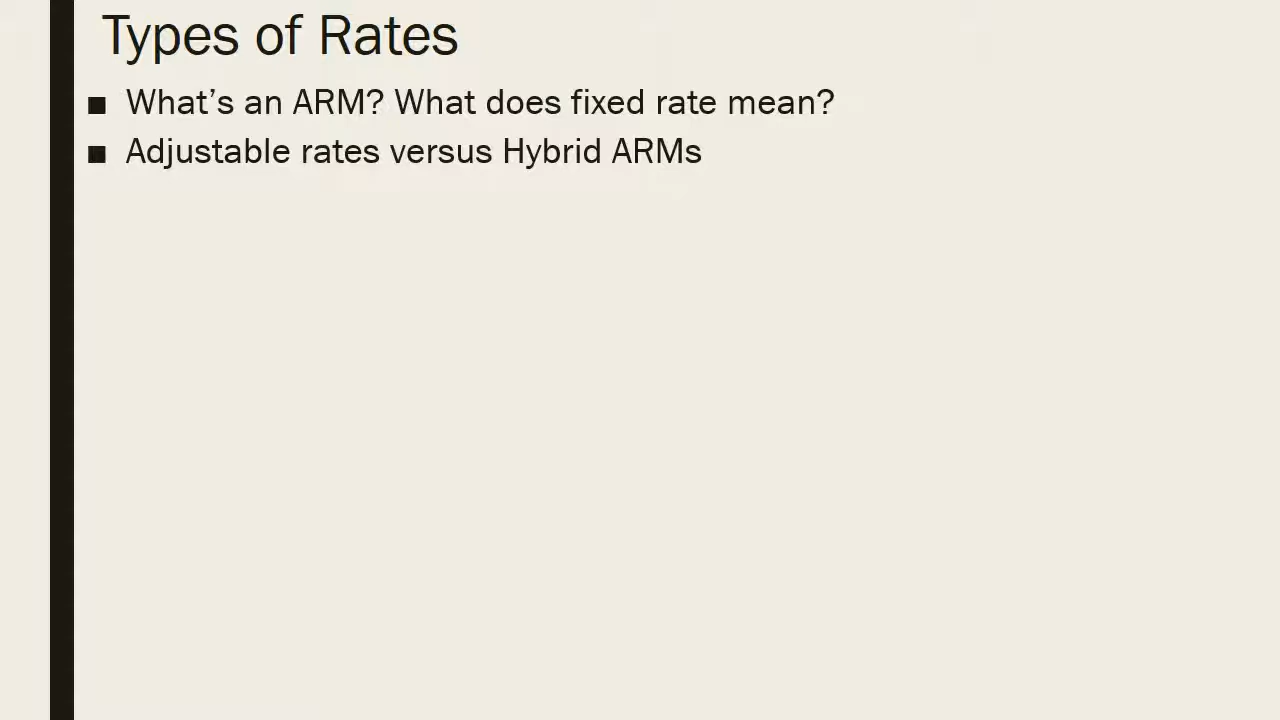 Types of Rates
■ What’s an ARM? What does fixed rate mean?
■ Adjustable rates versus Hybrid ARMs